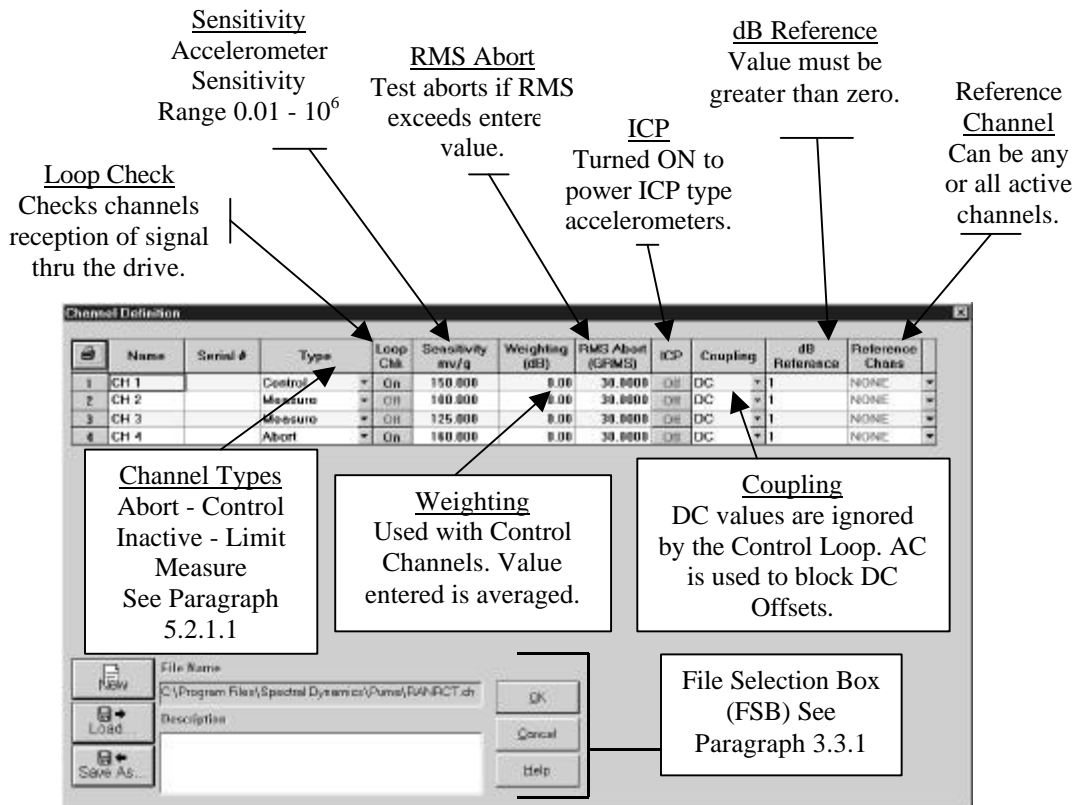 Sensitivity
Accelerometer
Sensitivity
Range 0.01 - 10⁶
RMS Abort
Test aborts if RMS
exceeds entere
value.
dB Reference
Value must be
greater than zero.
ICP
Turned ON to
power ICP type
accelerometers.
Reference
Channel
Can be any
or all active
channels.
Loop Check
Checks channels
reception of signal
thru the drive.
Channel Definition
Name Serial # Type Loop Chk Sensitivity mv/g Weighting (dB) RMS Abort (GRMS) ICP Coupling dB Reference Reference Chans
1 CH 1 Control On 150.000 0.00 30.0000 Off DC 1 NONE
2 CH 2 Measure Off 100.000 0.00 30.0000 Off DC 1 NONE
3 CH 3 Measure Off 125.000 0.00 30.0000 Off DC 1 NONE
4 CH 4 Abort On 160.000 0.00 30.0000 Off DC 1 NONE
Channel Types
Abort - Control
Inactive - Limit
Measure
See Paragraph
5.2.1.1
Weighting
Used with Control
Channels. Value
entered is averaged.
Coupling
DC values are ignored
by the Control Loop. AC
is used to block DC
Offsets.
New
Load...
Save As...
File Name
C:\Program Files\Spectral Dynamics\Puma\RANRCT.ch
Description
OK
Cancel
Help
File Selection Box
(FSB) See
Paragraph 3.3.1